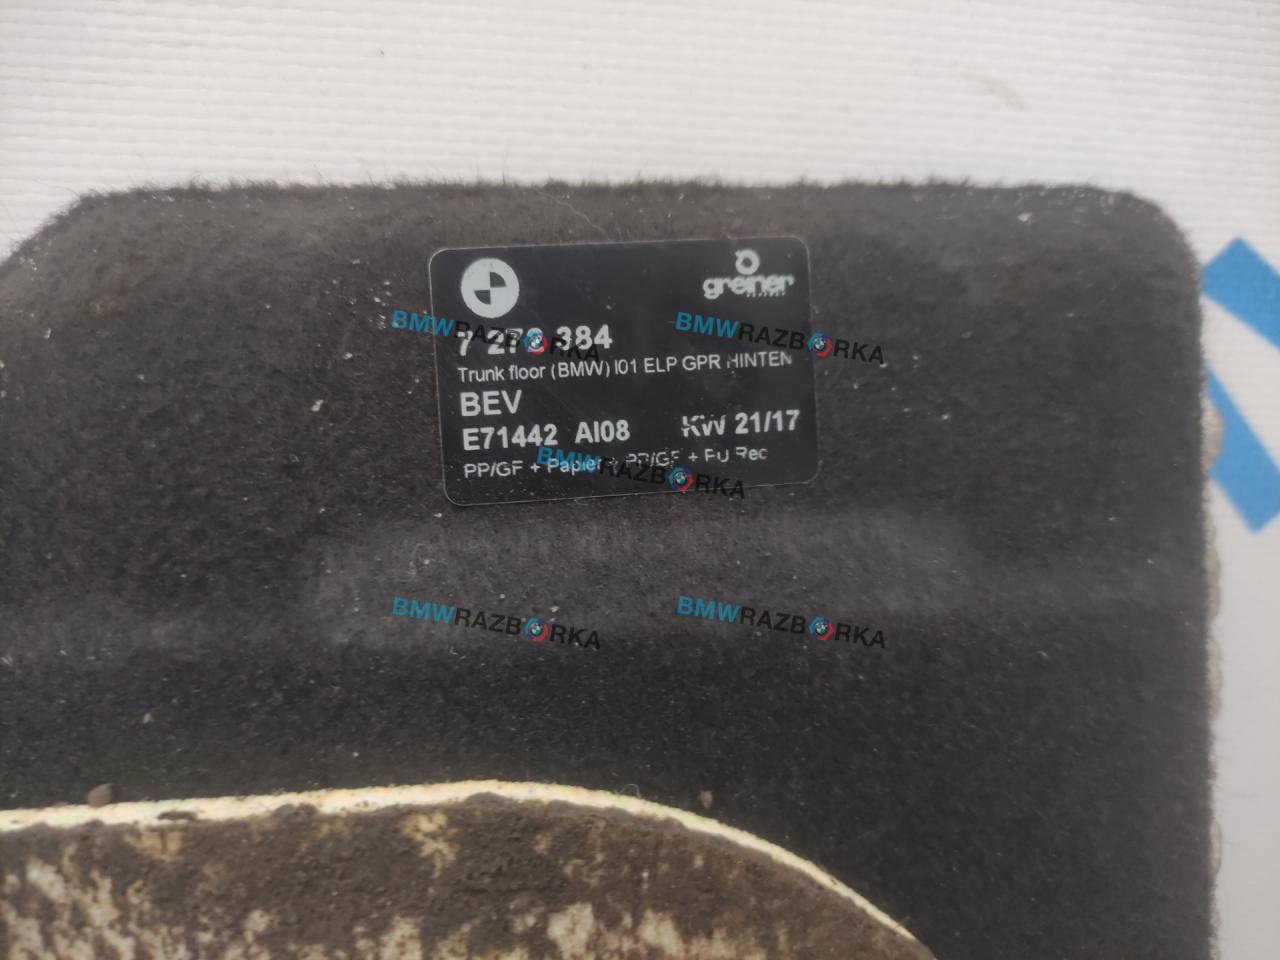 greiner
7 278 384
Trunk floor (BMW) I01 ELP GPR HINTEN
BEV
E71442 AI08 KW 21/17
PP/GF + Papier + PP/GF + PU Rec
BMWRAZBORKA
BMWRAZBORKA
BMWRAZBORKA
BMWRAZBORKA
BMWRAZBORKA